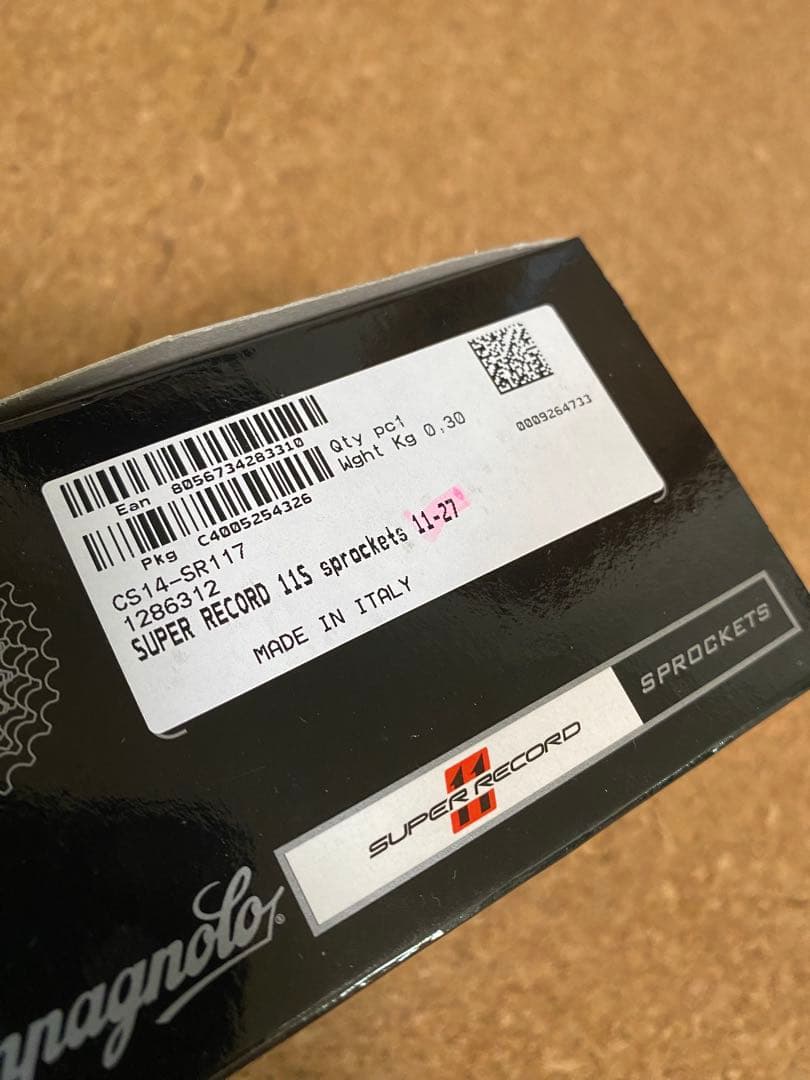 Ean 8056734283310
Qty pc1
Pkg C4005254326
Wght Kg 0,30
0009264733
CS14-SR117
1286312
SUPER RECORD 11S sprockets 11-27
MADE IN ITALY
SUPER RECORD 11
SPROCKETS
mpagnolo®